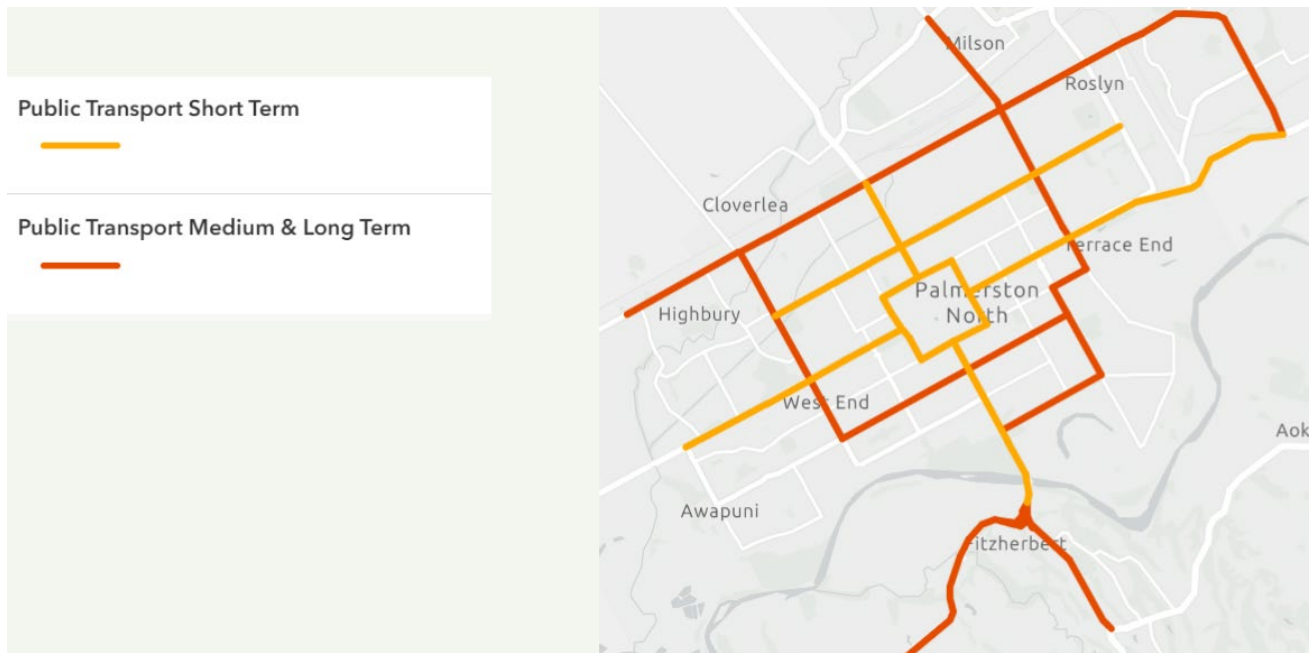 Public Transport Short Term
Public Transport Medium & Long Term
Milson
Roslyn
Cloverlea
Terrace End
Palmerston
North
Highbury
West End
Aok
Awapuni
Fitzherbert